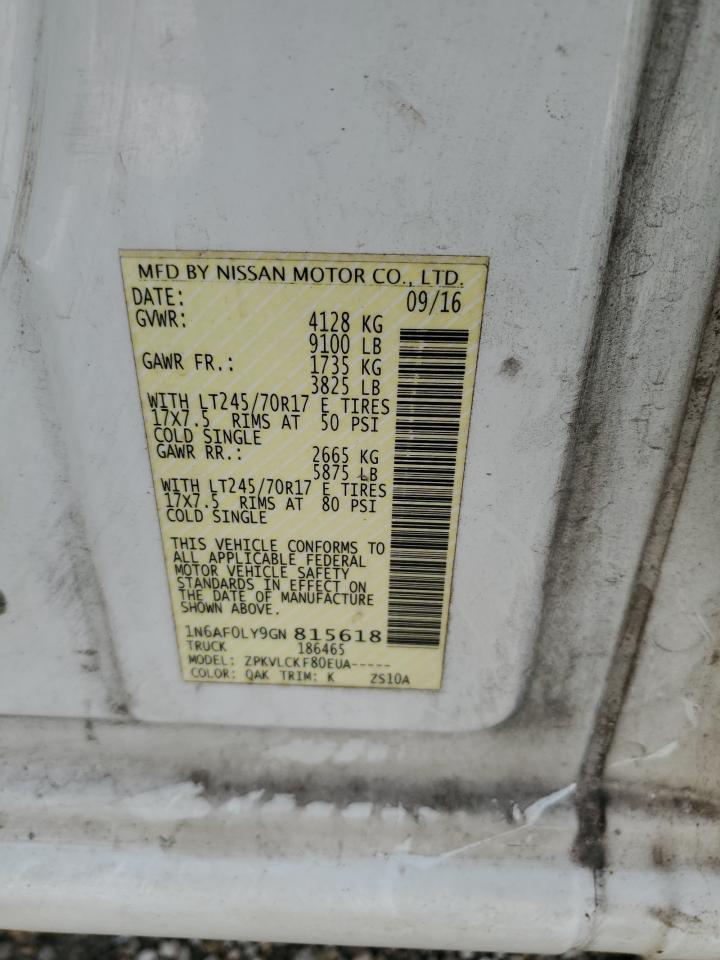 MFD BY NISSAN MOTOR CO., LTD.
DATE: 09/16
GVWR: 4128 KG
9100 LB
GAWR FR.: 1735 KG
3825 LB
WITH LT245/70R17 E TIRES
17X7.5 RIMS AT 50 PSI
COLD SINGLE
GAWR RR.: 2665 KG
5875 LB
WITH LT245/70R17 E TIRES
17X7.5 RIMS AT 80 PSI
COLD SINGLE
THIS VEHICLE CONFORMS TO
ALL APPLICABLE FEDERAL
MOTOR VEHICLE SAFETY
STANDARDS IN EFFECT ON
THE DATE OF MANUFACTURE
SHOWN ABOVE.
1N6AF0LY9GN 815618
TRUCK 186465
MODEL: ZPKVLCKF80EUA-----
COLOR: QAK TRIM: K ZS10A